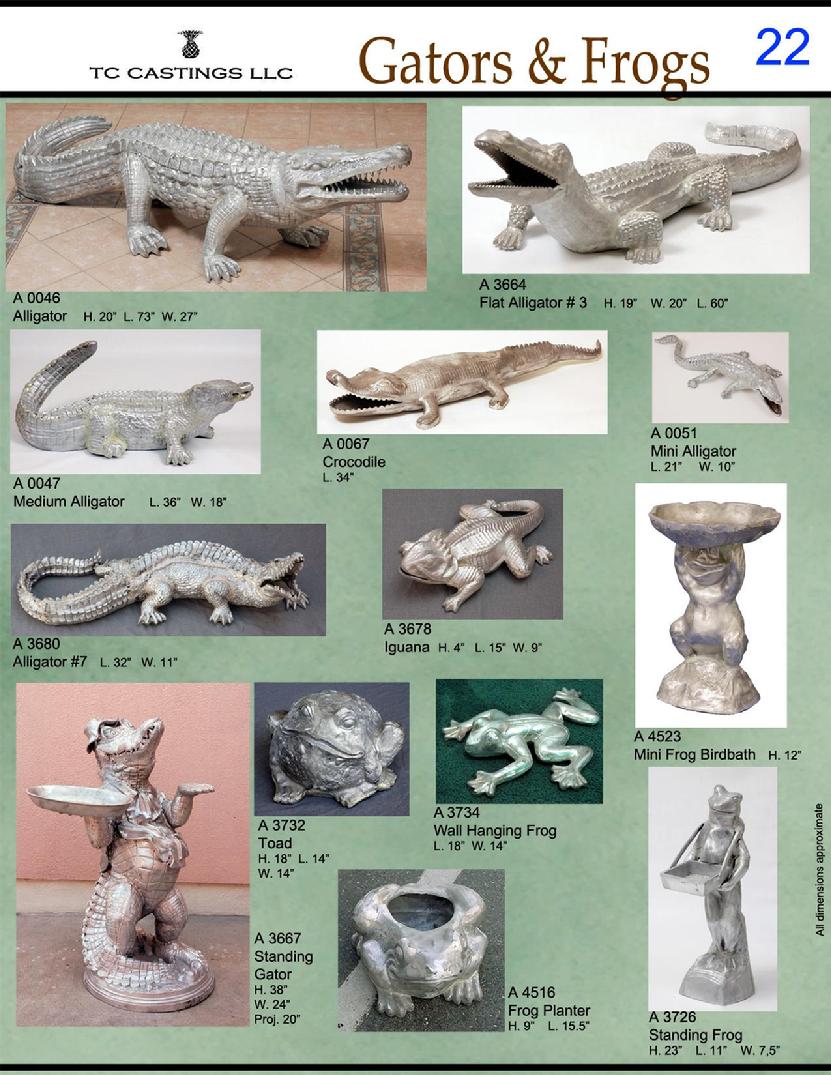 TC CASTINGS LLC
Gators & Frogs
22
A 0046
Alligator H. 20" L. 73" W. 27"
A 3664
Flat Alligator # 3 H. 19" W. 20" L. 60"
A 0047
Medium Alligator L. 36" W. 18"
A 0067
Crocodile
L. 34"
A 0051
Mini Alligator
L. 21" W. 10"
A 3680
Alligator #7 L. 32" W. 11"
A 3678
Iguana H. 4" L. 15" W. 9"
A 4523
Mini Frog Birdbath H. 12"
A 3732
Toad
H. 18" L. 14"
W. 14"
A 3734
Wall Hanging Frog
L. 18" W. 14"
A 3667
Standing
Gator
H. 38"
W. 24"
Proj. 20"
A 4516
Frog Planter
H. 9" L. 15.5"
A 3726
Standing Frog
H. 23" L. 11" W. 7,5"
All dimensions approximate